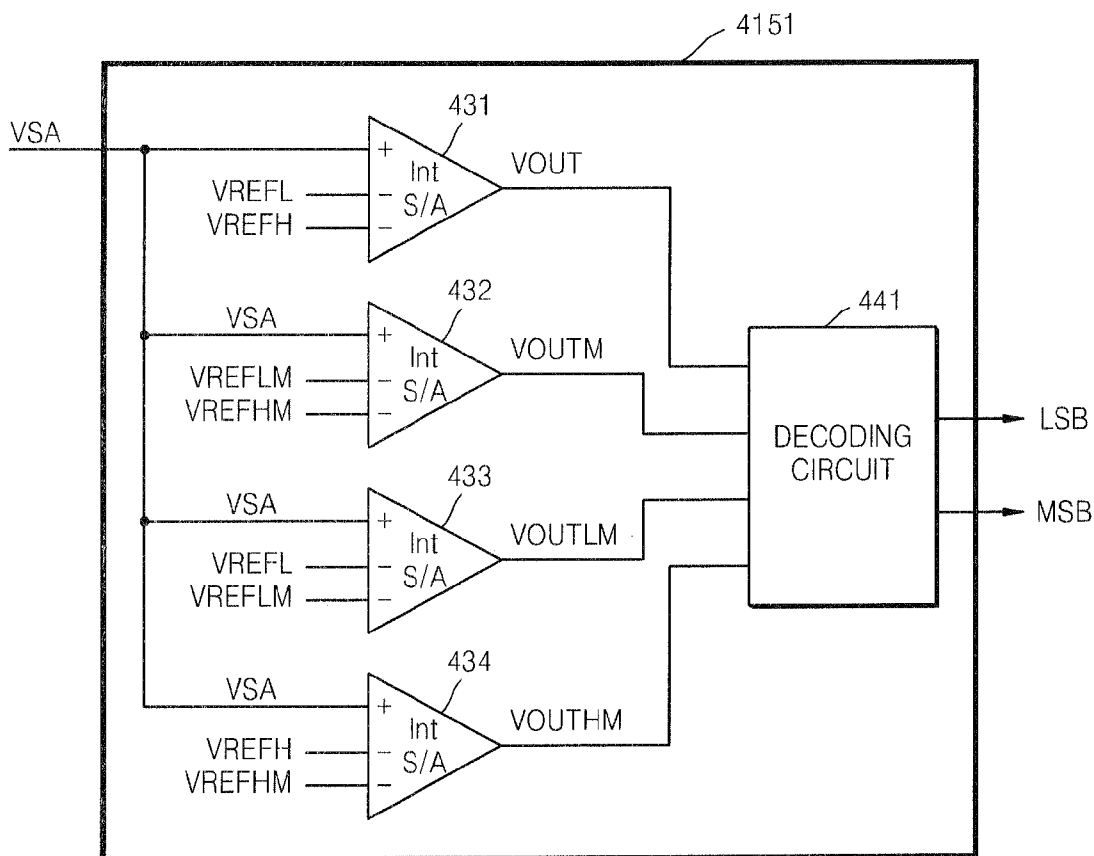 4151
VSA
431
+
Int
S/A
VREFL −
VREFH −
VOUT
432
VSA
+
Int
S/A
VREFLM −
VREFHM −
VOUTM
441
DECODING
CIRCUIT
LSB
MSB
433
VSA
+
Int
S/A
VREFL −
VREFLM −
VOUTLM
434
VSA
+
Int
S/A
VREFH −
VREFHM −
VOUTHM